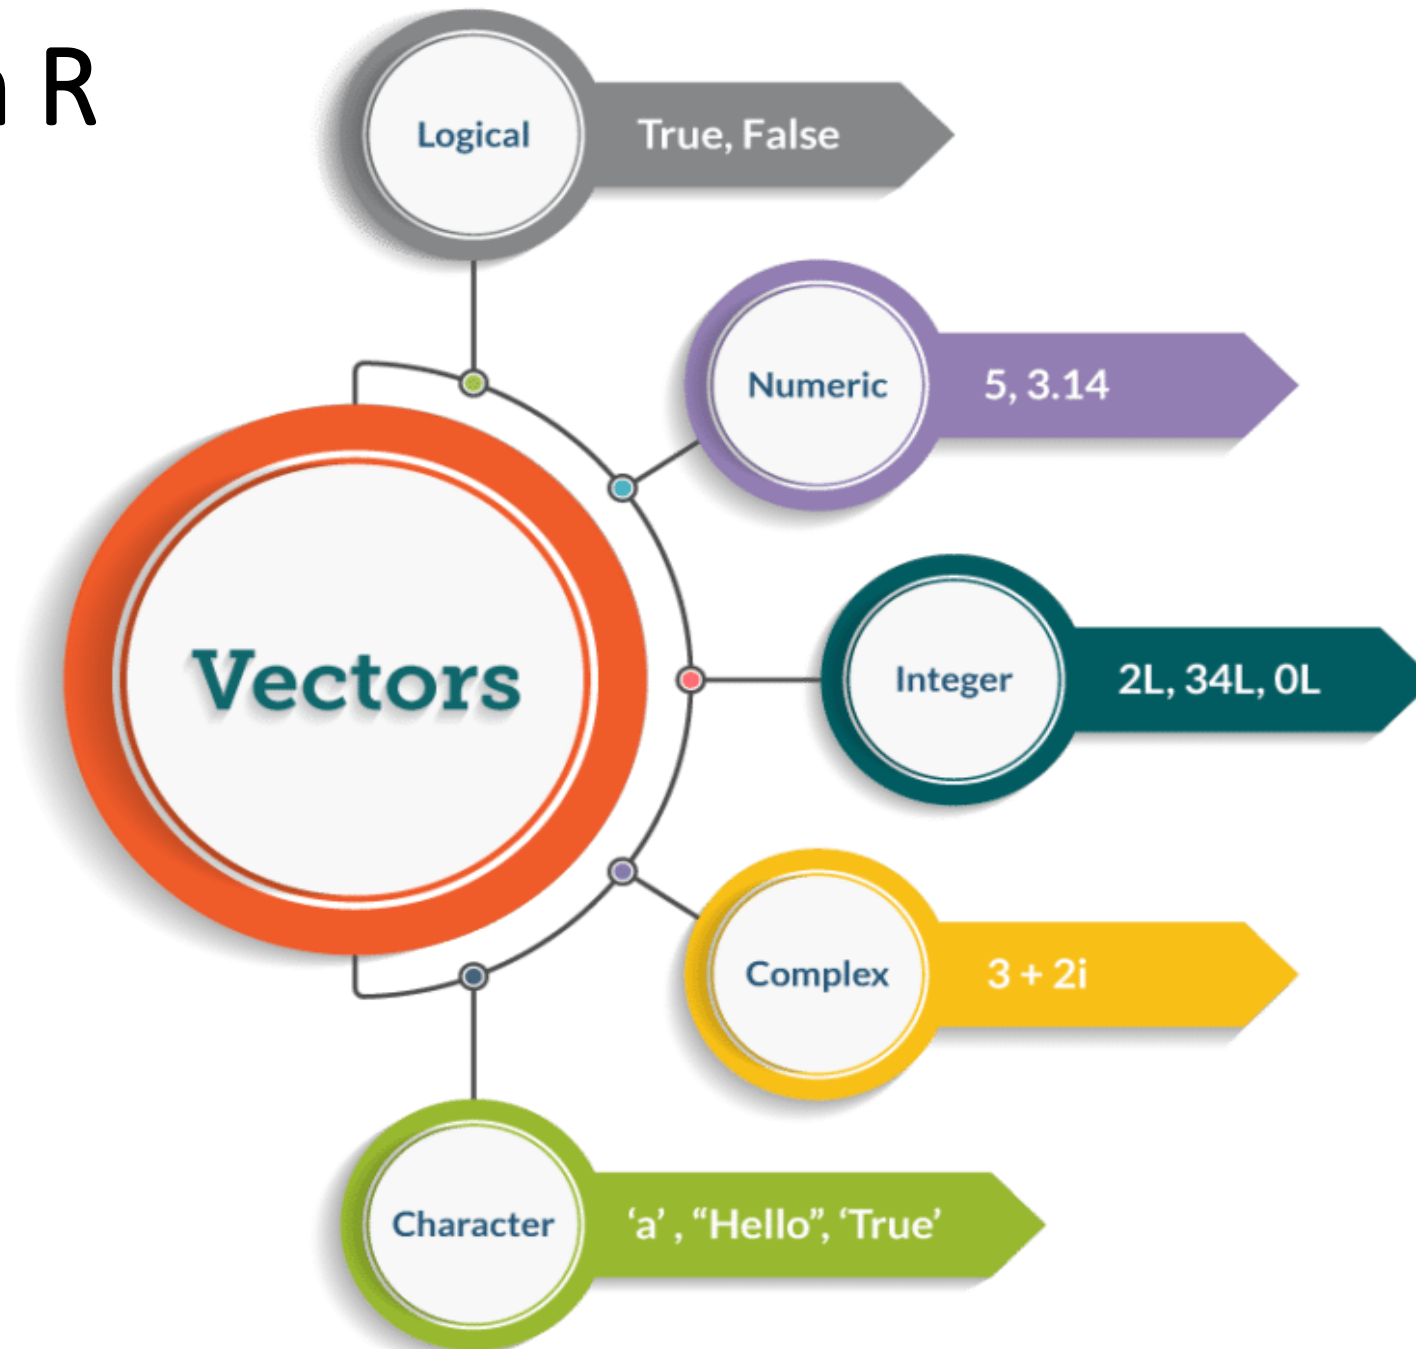 n R
Logical
True, False
Numeric
5, 3.14
Vectors
Integer
2L, 34L, 0L
Complex
3 + 2i
Character
‘a’ , “Hello”, ‘True’